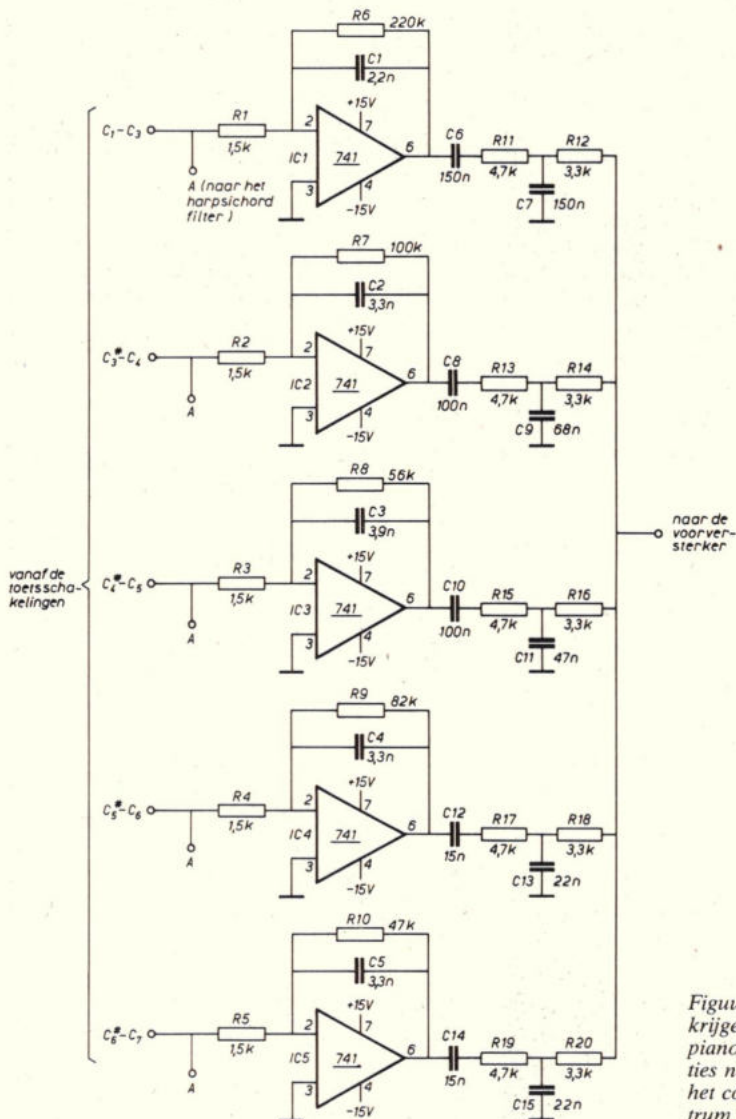 R6
220k
C1
2,2n
+15V
C1-C3
R1
1,5k
2
7
IC1
741
6
3
4
-15V
A (naar het
harpsichord
filter)
C6
150n
R11
4,7k
R12
3,3k
C7
150n
R7
100k
C2
3,3n
+15V
C3#-C4
R2
1,5k
2
7
IC2
741
6
3
4
-15V
A
C8
100n
R13
4,7k
R14
3,3k
C9
68n
R8
56k
C3
3,9n
+15V
vanaf de
toetsscha-
kelingen
C4#-C5
R3
1,5k
2
7
IC3
741
6
3
4
-15V
A
C10
100n
R15
4,7k
R16
3,3k
C11
47n
naar de
voorver-
sterker
R9
82k
C4
3,3n
+15V
C5#-C6
R4
1,5k
2
7
IC4
741
6
3
4
-15V
A
C12
15n
R17
4,7k
R18
3,3k
C13
22n
R10
47k
C5
3,3n
+15V
C6#-C7
R5
1,5k
2
7
IC5
741
6
3
4
-15V
A
C14
15n
R19
4,7k
R20
3,3k
C15
22n
krijge
piano
ties n
het co
trum